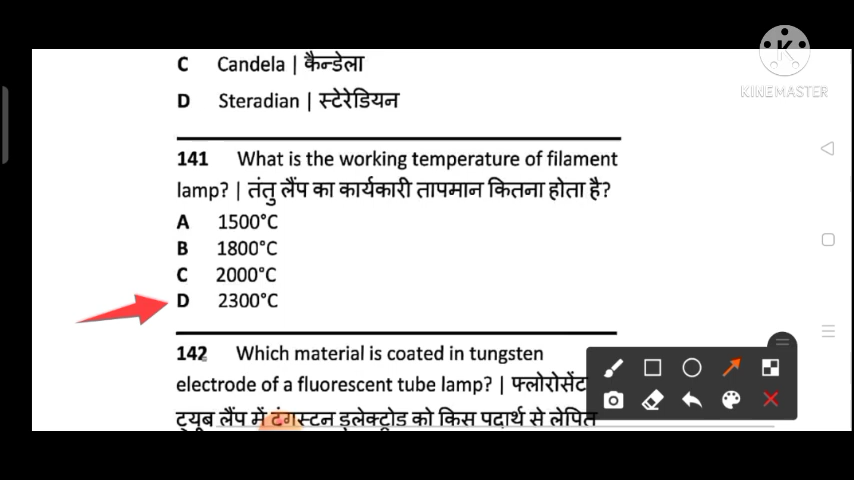 C Candela | कैन्डेला
KINEMASTER
D Steradian | स्टेरेडियन
141 What is the working temperature of filament
lamp? | तंतु लैंप का कार्यकारी तापमान कितना होता है?
A 1500°C
B 1800°C
C 2000°C
D 2300°C
142 Which material is coated in tungsten
electrode of a fluorescent tube lamp? | फ्लोरोसेंट
ट्यूब लैंप में टंगस्टन इलेक्ट्रोड को किस पदार्थ से लेपित